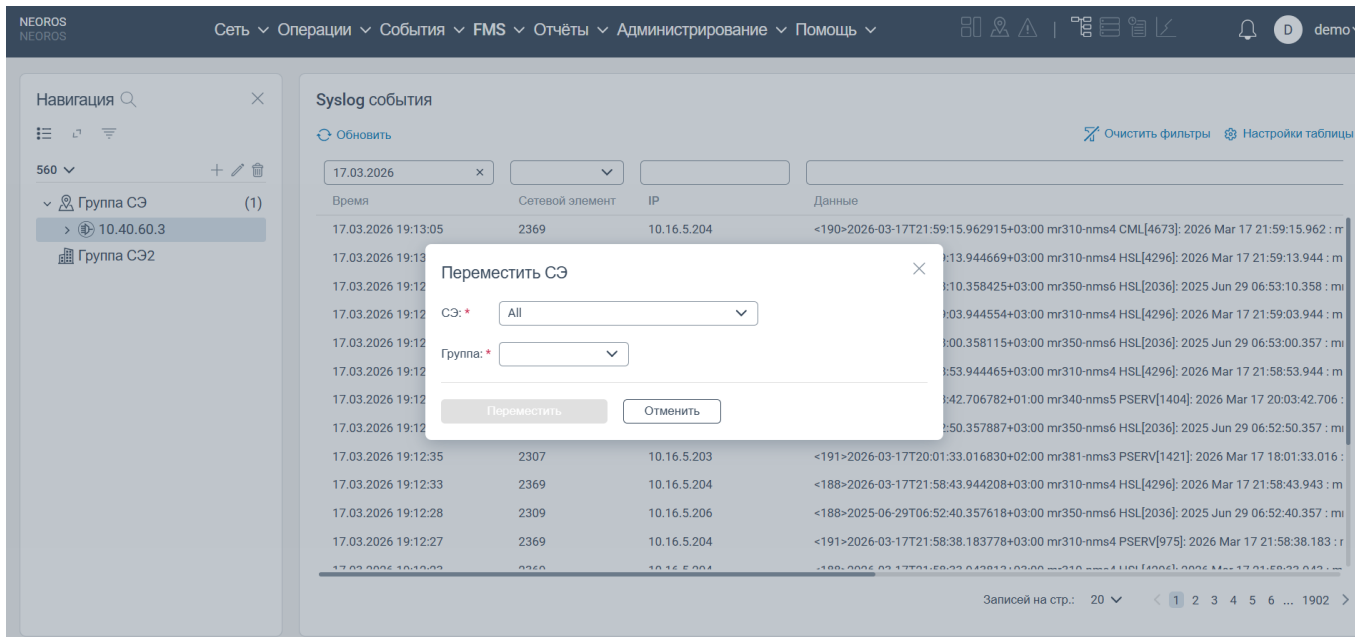 NEOROS
NEOROS
Сеть Операции События FMS Отчёты Администрирование Помощь D demo
Навигация
560
Группа СЭ (1)
10.40.60.3
Группа СЭ2
Syslog события
Обновить
Очистить фильтры Настройки таблицы
17.03.2026
Время Сетевой элемент IP Данные
17.03.2026 19:13:05 2369 10.16.5.204 <190>2026-03-17T21:59:15.962915+03:00 mr310-nms4 CML[4673]: 2026 Mar 17 21:59:15.962 : m
17.03.2026 19:13 :13.944669+03:00 mr310-nms4 HSL[4296]: 2026 Mar 17 21:59:13.944 : m
17.03.2026 19:12 :10.358425+03:00 mr350-nms6 HSL[2036]: 2025 Jun 29 06:53:10.358 : m
17.03.2026 19:12 :03.944554+03:00 mr310-nms4 HSL[4296]: 2026 Mar 17 21:59:03.944 : m
17.03.2026 19:12 :00.358115+03:00 mr350-nms6 HSL[2036]: 2025 Jun 29 06:53:00.357 : m
17.03.2026 19:12 :53.944465+03:00 mr310-nms4 HSL[4296]: 2026 Mar 17 21:58:53.944 : m
17.03.2026 19:12 :42.706782+01:00 mr340-nms5 PSERV[1404]: 2026 Mar 17 20:03:42.706 :
17.03.2026 19:12 :50.357887+03:00 mr350-nms6 HSL[2036]: 2025 Jun 29 06:52:50.357 : m
Переместить СЭ
СЭ: * All
Группа: *
Переместить Отменить
17.03.2026 19:12:35 2307 10.16.5.203 <191>2026-03-17T20:01:33.016830+02:00 mr381-nms3 PSERV[1421]: 2026 Mar 17 18:01:33.016 :
17.03.2026 19:12:33 2369 10.16.5.204 <188>2026-03-17T21:58:43.944208+03:00 mr310-nms4 HSL[4296]: 2026 Mar 17 21:58:43.943 : m
17.03.2026 19:12:28 2309 10.16.5.206 <188>2025-06-29T06:52:40.357618+03:00 mr350-nms6 HSL[2036]: 2025 Jun 29 06:52:40.357 : m
17.03.2026 19:12:27 2369 10.16.5.204 <191>2026-03-17T21:58:38.183778+03:00 mr310-nms4 PSERV[975]: 2026 Mar 17 21:58:38.183 : r
Записей на стр.: 20 1 2 3 4 5 6 ... 1902